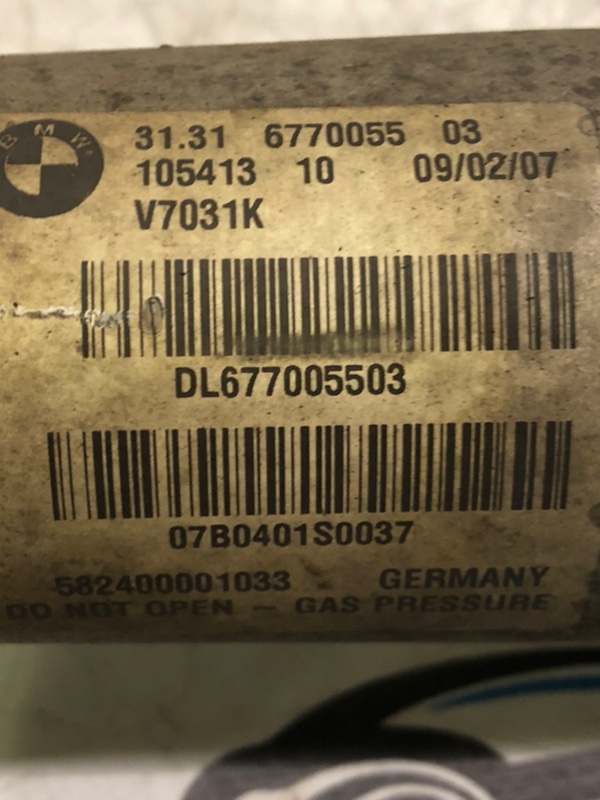 BMW
31.31 6770055 03
105413 10 09/02/07
V7031K
DL677005503
07B0401S0037
582400001033 GERMANY
DO NOT OPEN - GAS PRESSURE